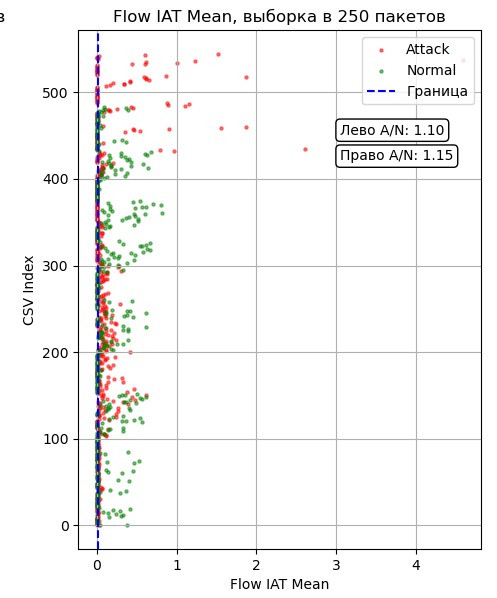 в
Flow IAT Mean, выборка в 250 пакетов
Attack
Normal
Граница
Лево A/N: 1.10
Право A/N: 1.15
500
400
300
200
100
0
CSV Index
0 1 2 3 4
Flow IAT Mean